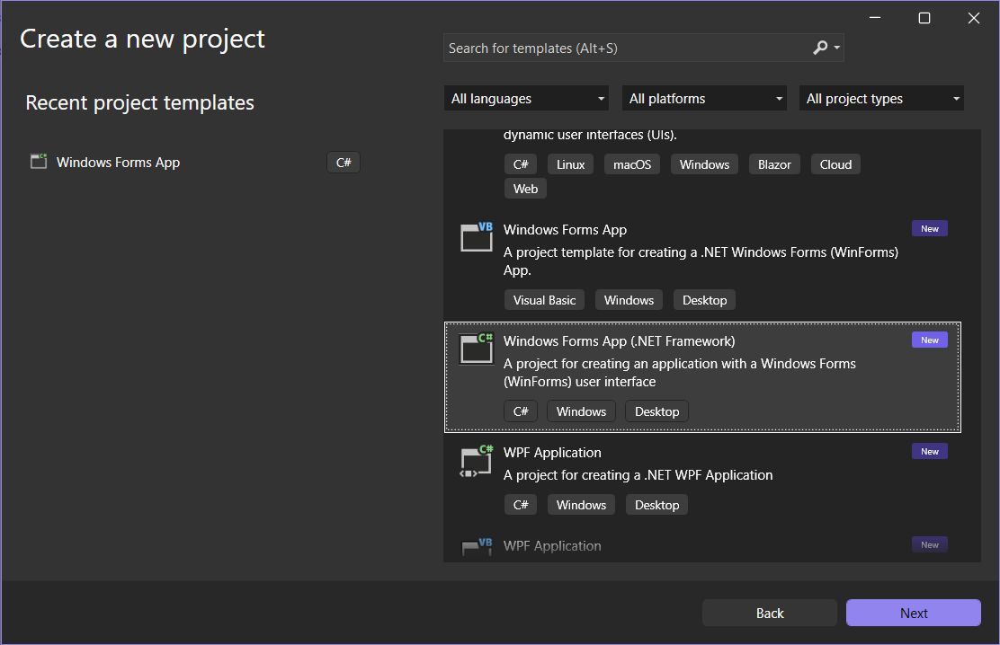 Create a new project
Search for templates (Alt+S)
Recent project templates
All languages
All platforms
All project types
Windows Forms App
C#
dynamic user interfaces (UIs).
C#
Linux
macOS
Windows
Blazor
Cloud
Web
VB
Windows Forms App
New
A project template for creating a .NET Windows Forms (WinForms)
App.
Visual Basic
Windows
Desktop
C#
Windows Forms App (.NET Framework)
New
A project for creating an application with a Windows Forms
(WinForms) user interface
C#
Windows
Desktop
C#
WPF Application
New
A project for creating a .NET WPF Application
C#
Windows
Desktop
VB
WPF Application
New
Back
Next